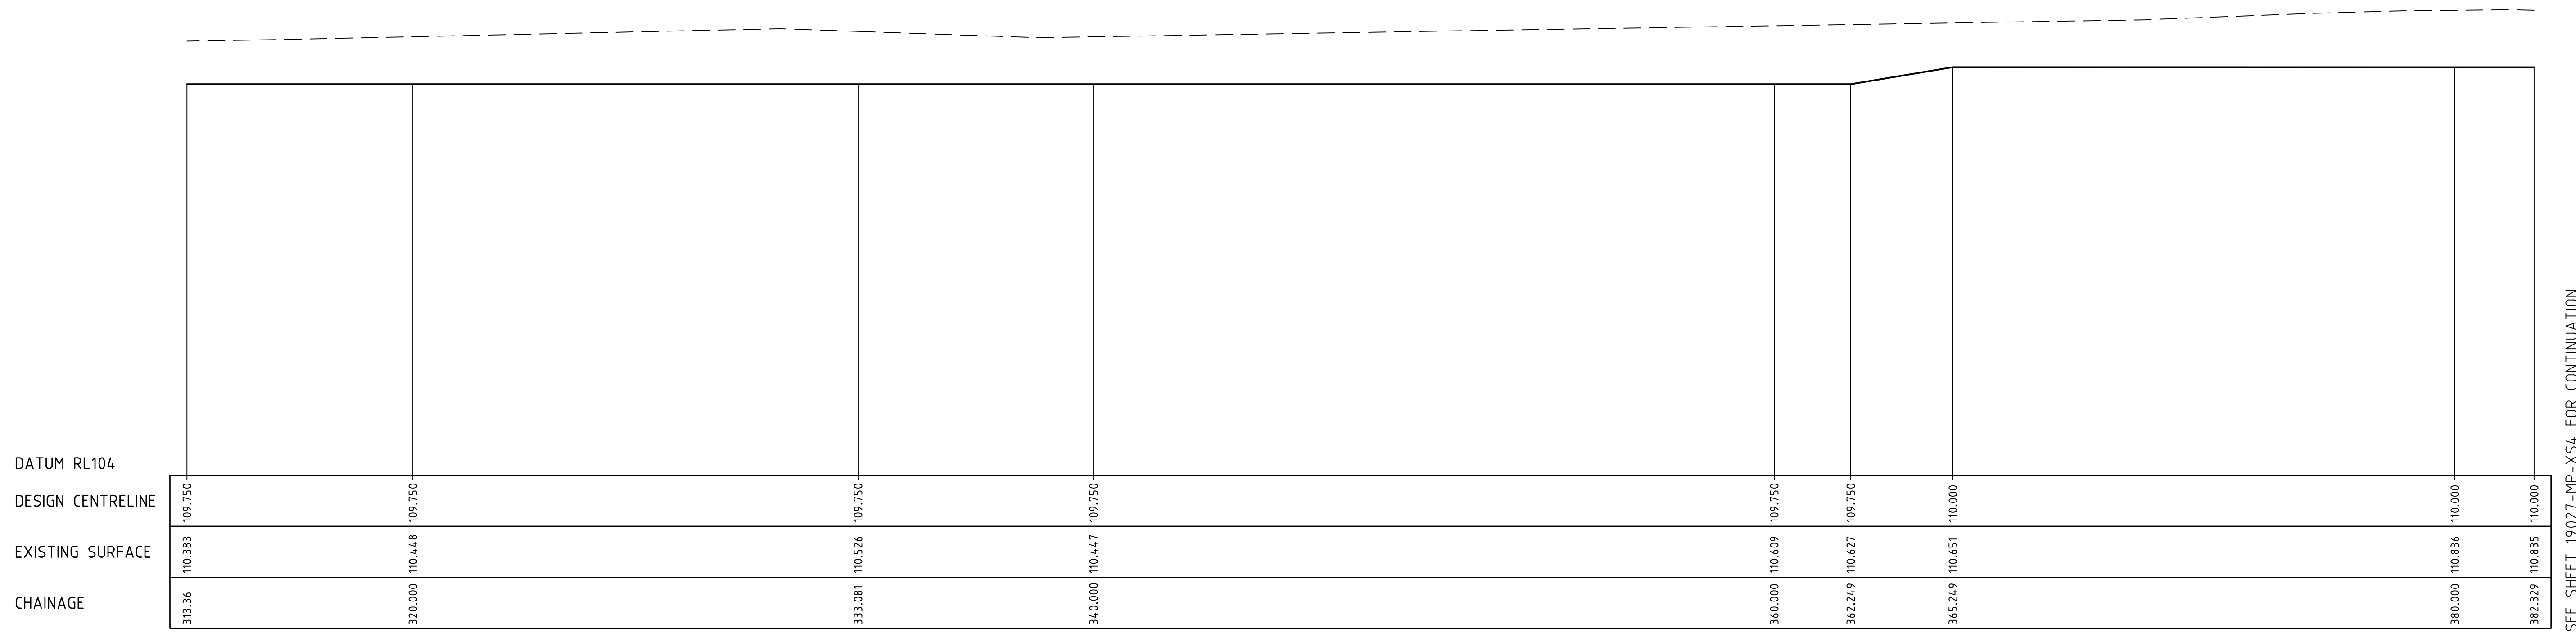 DATUM RL104
DESIGN CENTRELINE 109.750 109.750 109.750 109.750 109.750 109.750 110.000 110.000 110.000
EXISTING SURFACE 110.383 110.448 110.526 110.447 110.609 110.627 110.651 110.836 110.835
CHAINAGE 313.36 320.000 333.081 340.000 360.000 362.249 365.249 380.000 382.329
SEE SHEET 19027-MP-XS4 FOR CONTINUATION